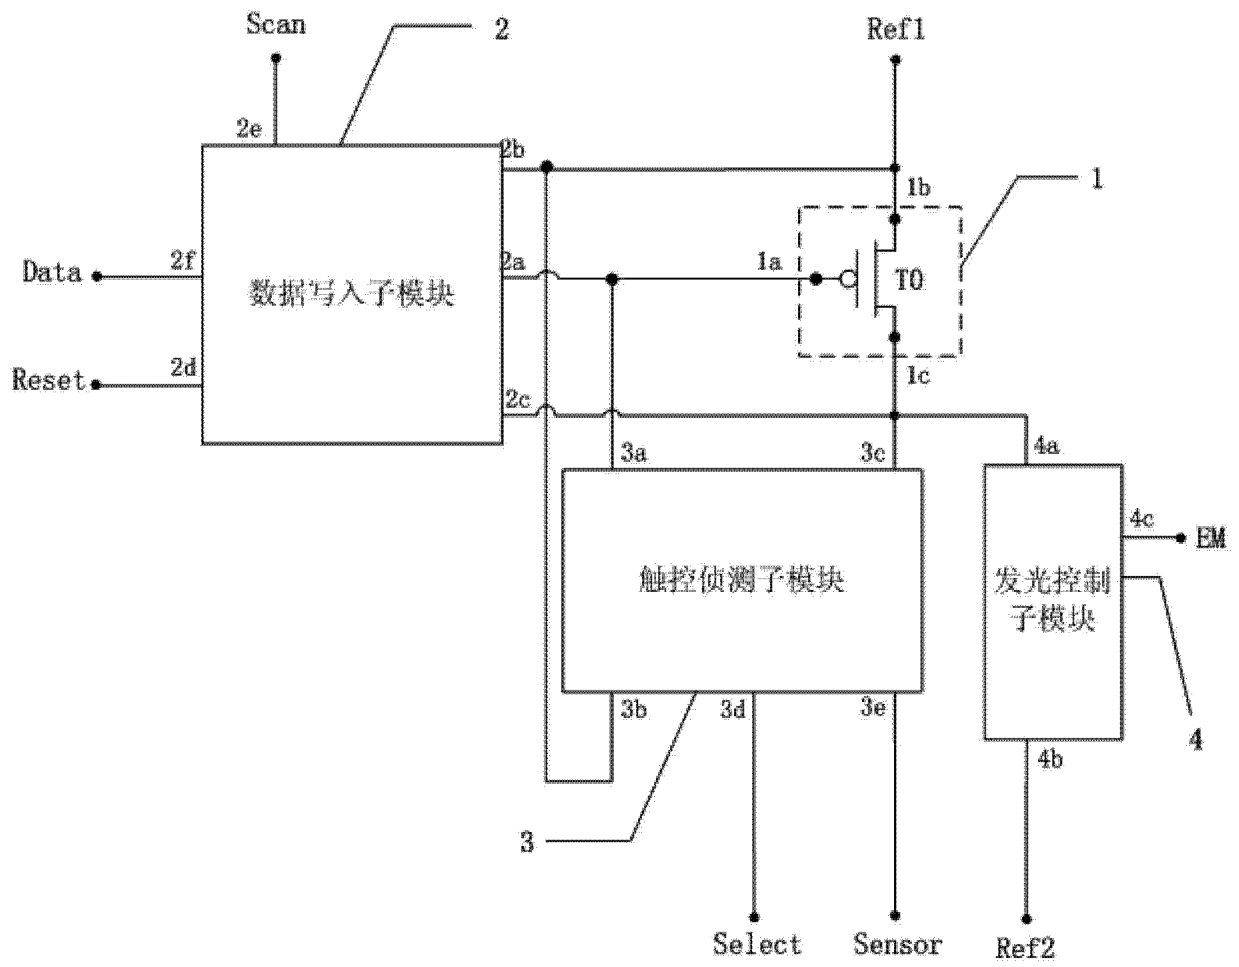 Scan
2
Ref1
2e
2b
1b
1
Data
2f
2a
1a
T0
数据写入子模块
Reset
2d
2c
1c
3a
3c
4a
4c
EM
触控侦测子模块
发光控制
子模块
3b
3d
3e
4b
4
3
Select
Sensor
Ref2